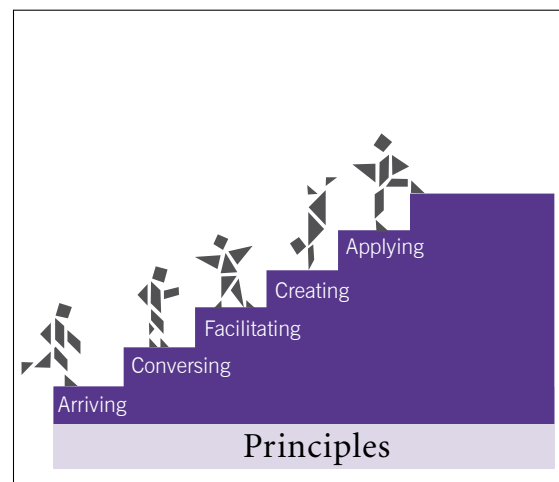 Applying
Creating
Facilitating
Conversing
Arriving
Principles